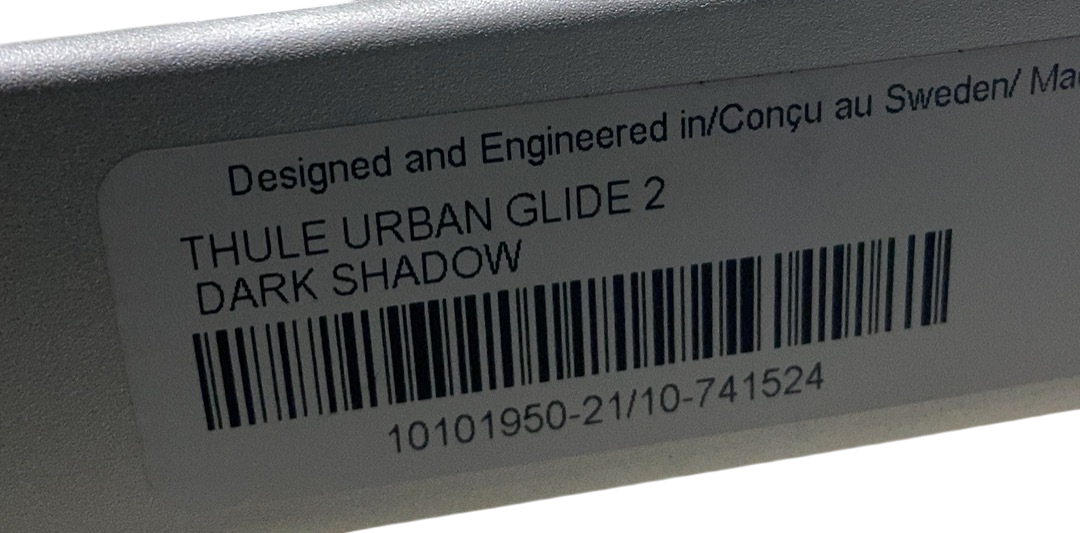 Designed and Engineered in/Conçu au Sweden/
THULE URBAN GLIDE 2
DARK SHADOW
10101950-21/10-741524